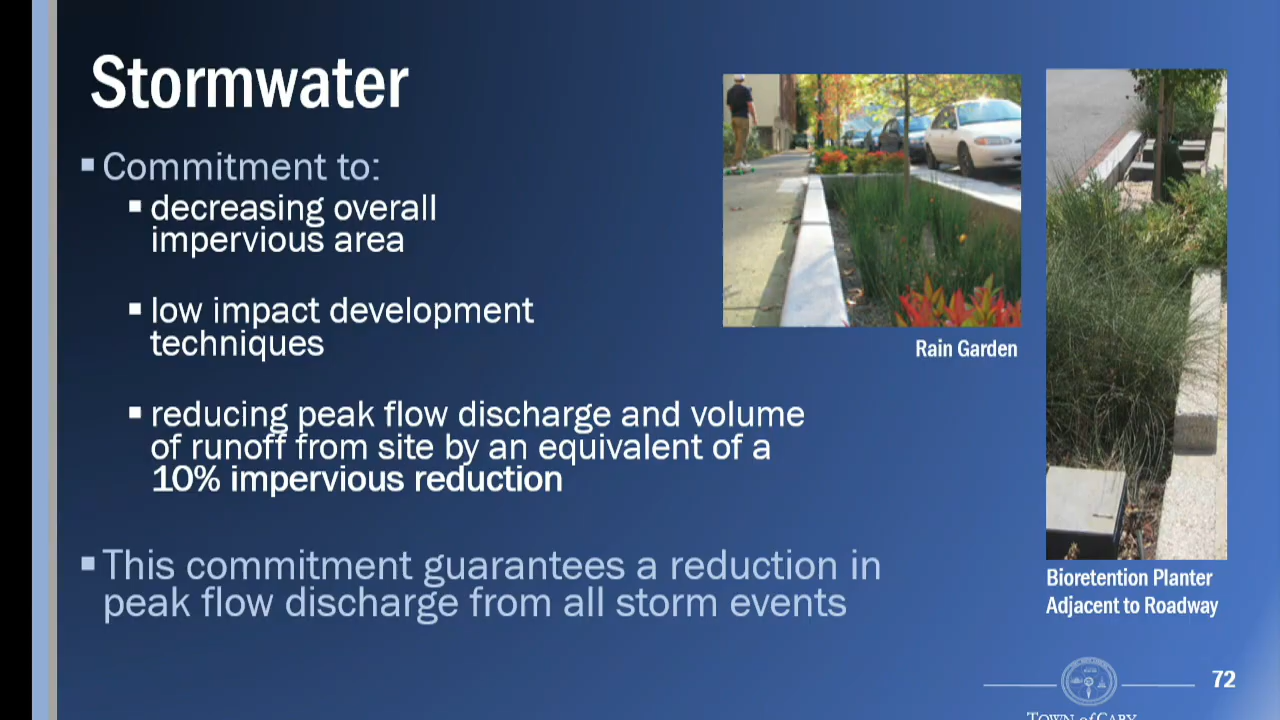 Stormwater
▪ Commitment to:
▪ decreasing overall
impervious area
▪ low impact development
techniques
▪ reducing peak flow discharge and volume
of runoff from site by an equivalent of a
10% impervious reduction
▪ This commitment guarantees a reduction in
peak flow discharge from all storm events
Rain Garden
Bioretention Planter
Adjacent to Roadway
72
TOWN of CARY